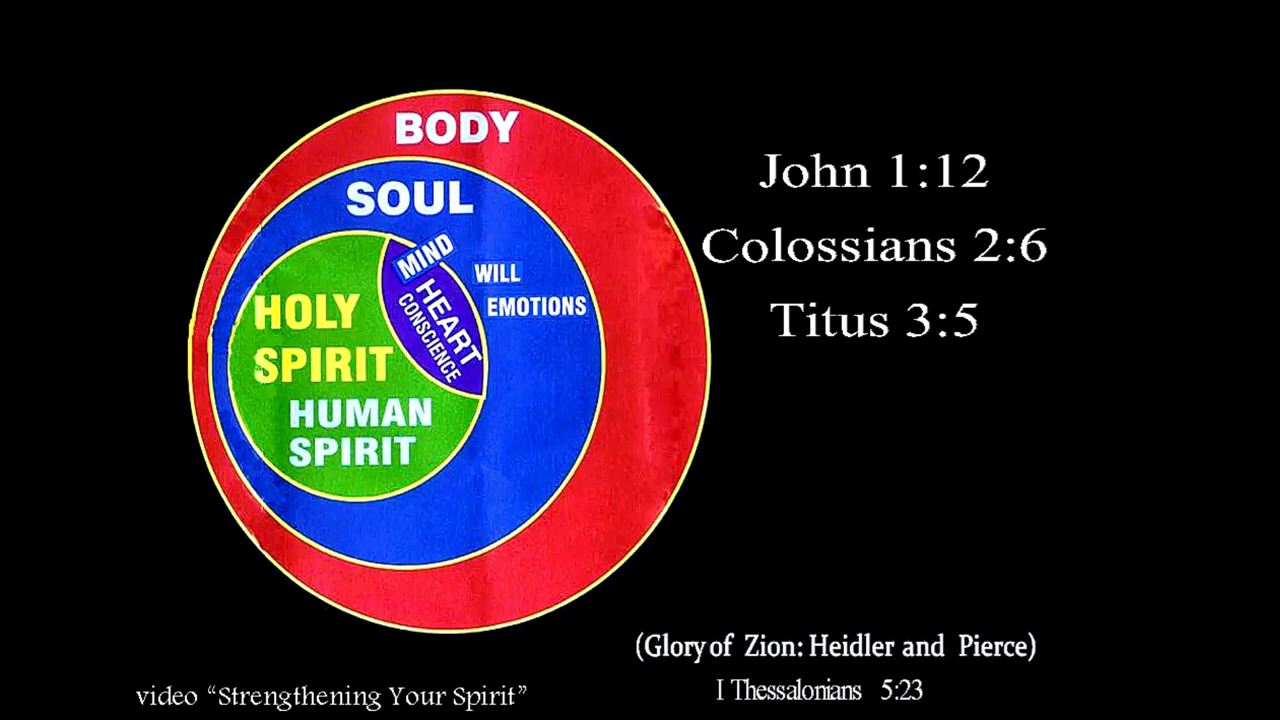 BODY
SOUL
MIND
WILL
EMOTIONS
HEART
CONSCIENCE
HOLY
SPIRIT
HUMAN
SPIRIT
John 1:12
Colossians 2:6
Titus 3:5
(Glory of Zion: Heidler and Pierce)
I Thessalonians 5:23
video “Strengthening Your Spirit”